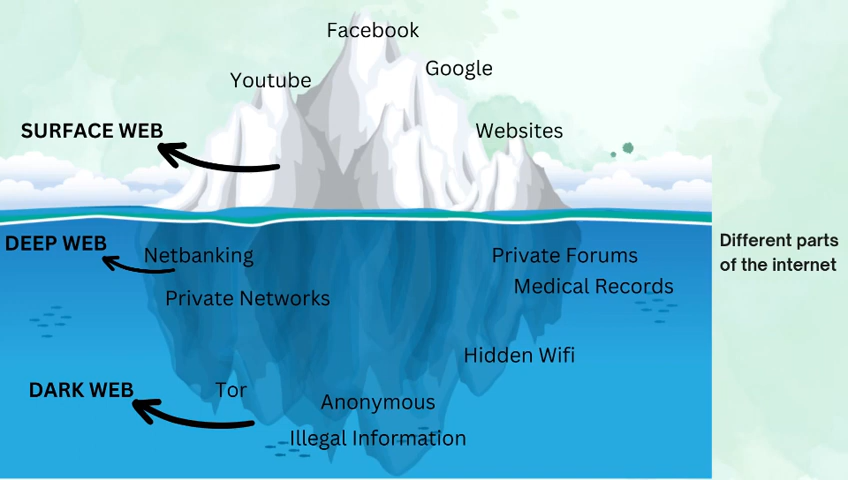 Facebook
Google
Youtube
SURFACE WEB
Websites
DEEP WEB
Netbanking
Private Forums
Different parts
of the internet
Private Networks
Medical Records
Hidden Wifi
DARK WEB
Tor
Anonymous
Illegal Information